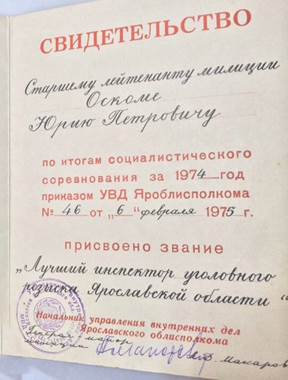 СВИДЕТЕЛЬСТВО
Старшему лейтенанту милиции
Оскоме
Юрию Петровичу
по итогам социалистического
соревнования за 1974 год
приказом УВД Яроблисполкома
№ 46 от „6“ февраля 1975 г.
присвоено звание
„Лучший инспектор уголовного
розыска Ярославской области“
Начальник управления внутренних дел
Ярославского облисполкома
майор
В. Макаров